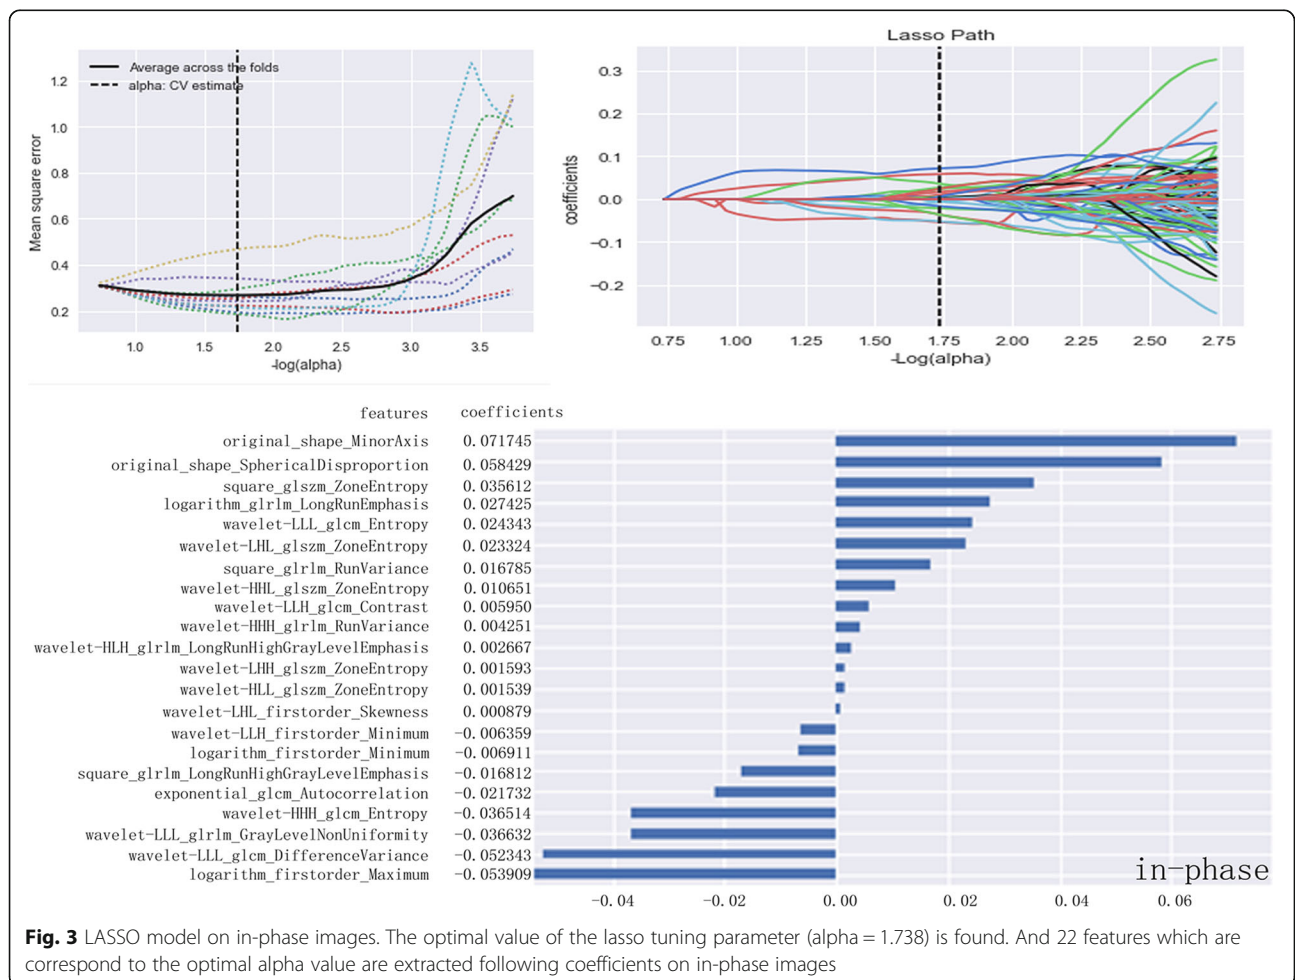 Average across the folds
alpha: CV estimate
Mean square error
1.2
1.0
0.8
0.6
0.4
0.2
1.0 1.5 2.0 2.5 3.0 3.5
-log(alpha)
Lasso Path
coefficients
0.3
0.2
0.1
0.0
−0.1
−0.2
0.75 1.00 1.25 1.50 1.75 2.00 2.25 2.50 2.75
-Log(alpha)
features coefficients
original_shape_MinorAxis 0.071745
original_shape_SphericalDisproportion 0.058429
square_glszm_ZoneEntropy 0.035612
logarithm_glrlm_LongRunEmphasis 0.027425
wavelet-LLL_glcm_Entropy 0.024343
wavelet-LHL_glszm_ZoneEntropy 0.023324
square_glrlm_RunVariance 0.016785
wavelet-HHL_glszm_ZoneEntropy 0.010651
wavelet-LLH_glcm_Contrast 0.005950
wavelet-HHH_glrlm_RunVariance 0.004251
wavelet-HLH_glrlm_LongRunHighGrayLevelEmphasis 0.002667
wavelet-LHH_glszm_ZoneEntropy 0.001593
wavelet-HLL_glszm_ZoneEntropy 0.001539
wavelet-LHL_firstorder_Skewness 0.000879
wavelet-LLH_firstorder_Minimum -0.006359
logarithm_firstorder_Minimum -0.006911
square_glrlm_LongRunHighGrayLevelEmphasis -0.016812
exponential_glcm_Autocorrelation -0.021732
wavelet-HHH_glcm_Entropy -0.036514
wavelet-LLL_glrlm_GrayLevelNonUniformity -0.036632
wavelet-LLL_glcm_DifferenceVariance -0.052343
logarithm_firstorder_Maximum -0.053909
in-phase
-0.04 -0.02 0.00 0.02 0.04 0.06
Fig. 3 LASSO model on in-phase images. The optimal value of the lasso tuning parameter (alpha = 1.738) is found. And 22 features which are
correspond to the optimal alpha value are extracted following coefficients on in-phase images